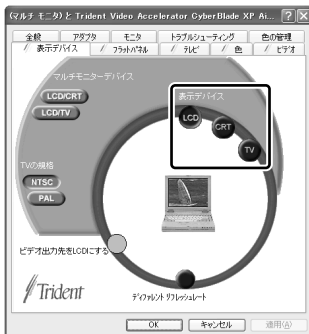 (マルチ モニタ) と Trident Video Accelerator CyberBlade XP Ai...
全般
アダプタ
モニタ
トラブルシューティング
色の管理
表示デバイス
フラットパネル
テレビ
色
ビデオ
マルチモニターデバイス
LCD/CRT
LCD/TV
表示デバイス
LCD
CRT
TV
TVの規格
NTSC
PAL
ビデオ出力先をLCDにする
Trident
ディファレント リフレッシュレート
OK
キャンセル
適用(A)